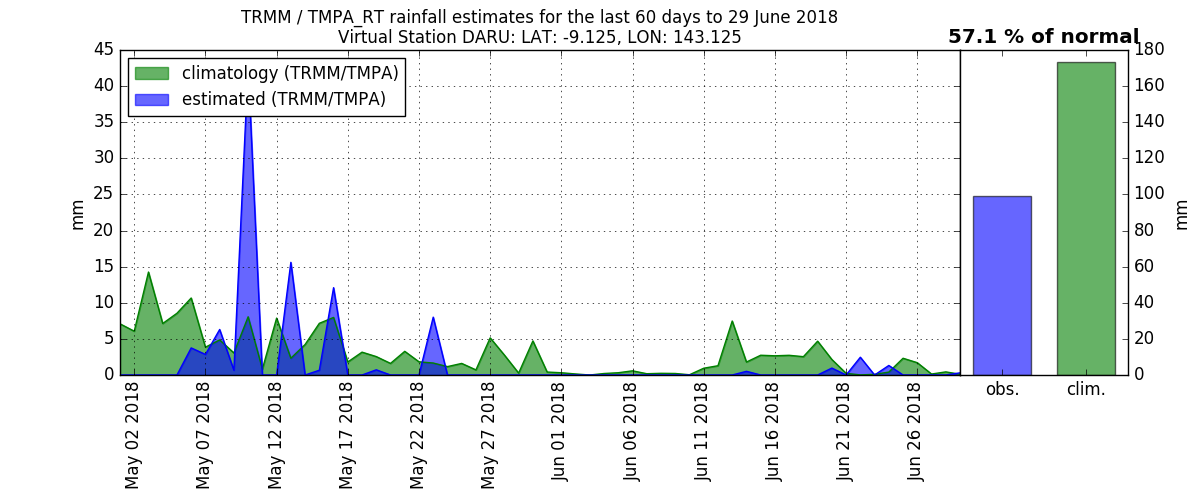 TRMM / TMPA_RT rainfall estimates for the last 60 days to 29 June 2018
Virtual Station DARU: LAT: -9.125, LON: 143.125
57.1 % of normal
climatology (TRMM/TMPA)
estimated (TRMM/TMPA)
mm
45
40
35
30
25
20
15
10
5
0
May 02 2018
May 07 2018
May 12 2018
May 17 2018
May 22 2018
May 27 2018
Jun 01 2018
Jun 06 2018
Jun 11 2018
Jun 16 2018
Jun 21 2018
Jun 26 2018
obs.
clim.
180
160
140
120
100
80
60
40
20
0
mm